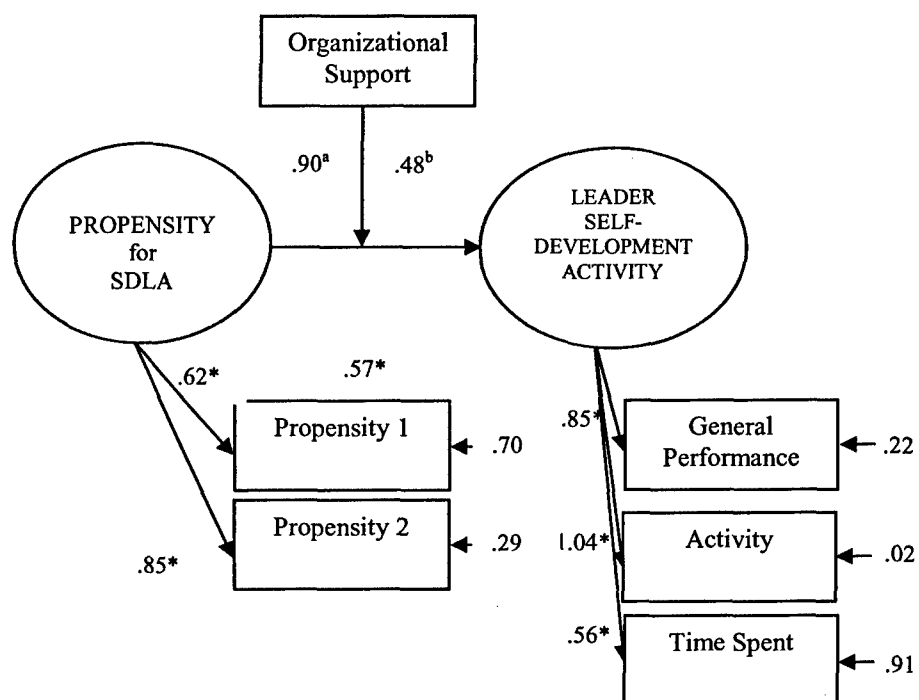 Organizational
Support
.90ᵃ
.48ᵇ
PROPENSITY
for
SDLA
LEADER
SELF-
DEVELOPMENT
ACTIVITY
.62*
.57*
Propensity 1
.70
Propensity 2
.29
.85*
.85*
General
Performance
.22
1.04*
Activity
.02
.56*
Time Spent
.91